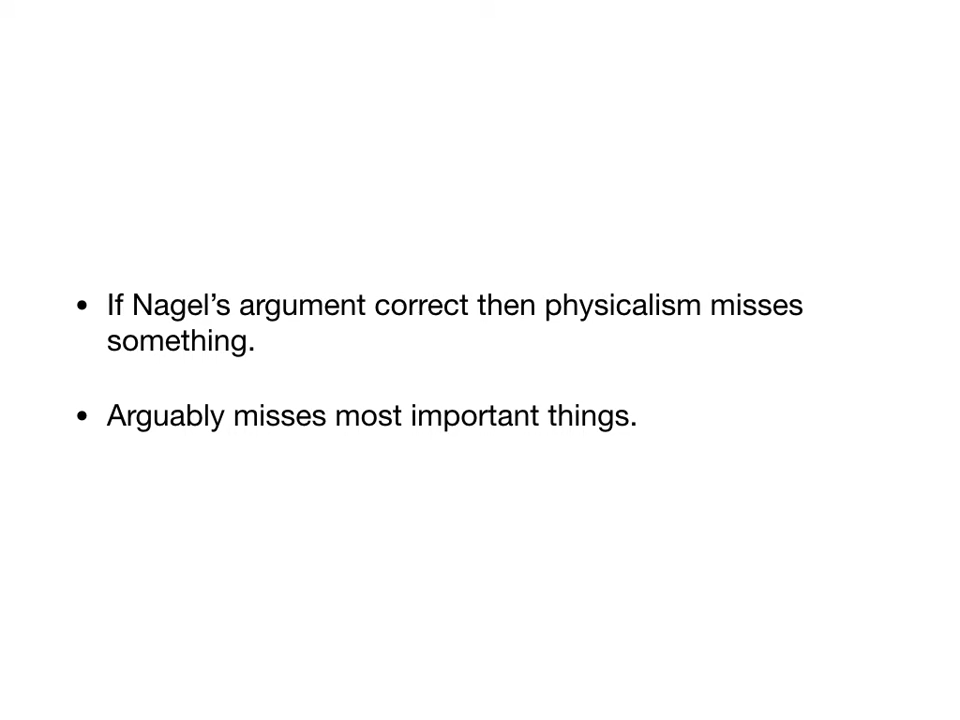 • If Nagel’s argument correct then physicalism misses
something.
• Arguably misses most important things.